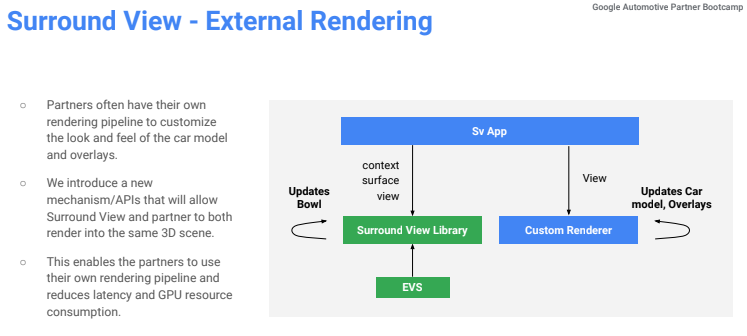 Google Automotive Partner Bootcamp
Surround View - External Rendering
○ Partners often have their own
rendering pipeline to customize
the look and feel of the car model
and overlays.
○ We introduce a new
mechanism/APIs that will allow
Surround View and partner to both
render into the same 3D scene.
○ This enables the partners to use
their own rendering pipeline and
reduces latency and GPU resource
consumption.
Sv App
context
surface
view
View
Updates
Bowl
Updates Car
model, Overlays
Surround View Library
Custom Renderer
EVS